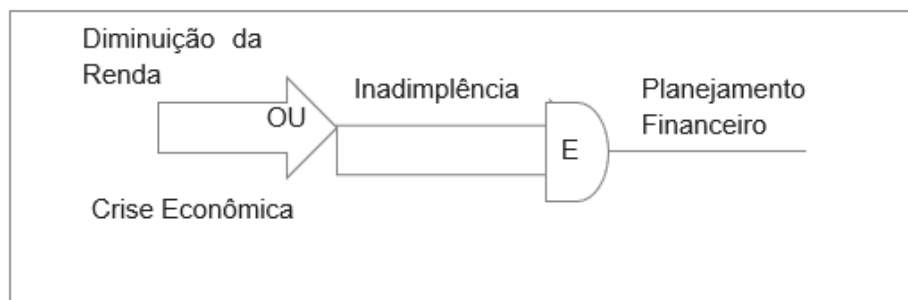 Diminuição da
Renda
OU
Inadimplência
E
Planejamento
Financeiro
Crise Econômica